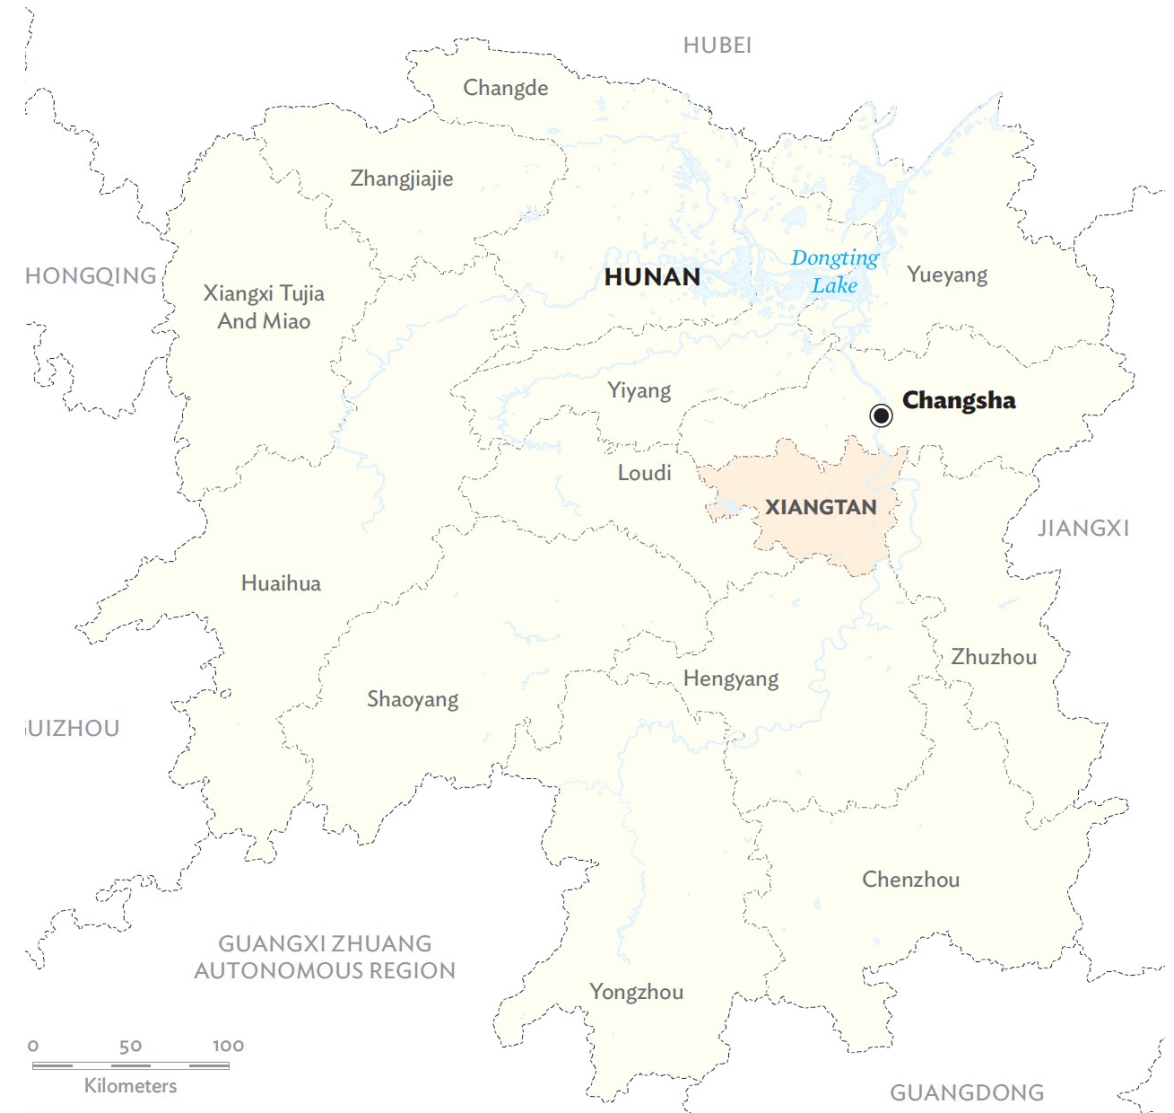 HUBEI
Changde
Zhangjiajie
HONGQING
HUNAN
Dongting
Lake
Yueyang
Xiangxi Tujia
And Miao
Yiyang
Changsha
Loudi
XIANGTAN
JIANGXI
Huaihua
Zhuzhou
Hengyang
Shaoyang
UIZHOU
Chenzhou
GUANGXI ZHUANG
AUTONOMOUS REGION
Yongzhou
0 50 100
Kilometers
GUANGDONG